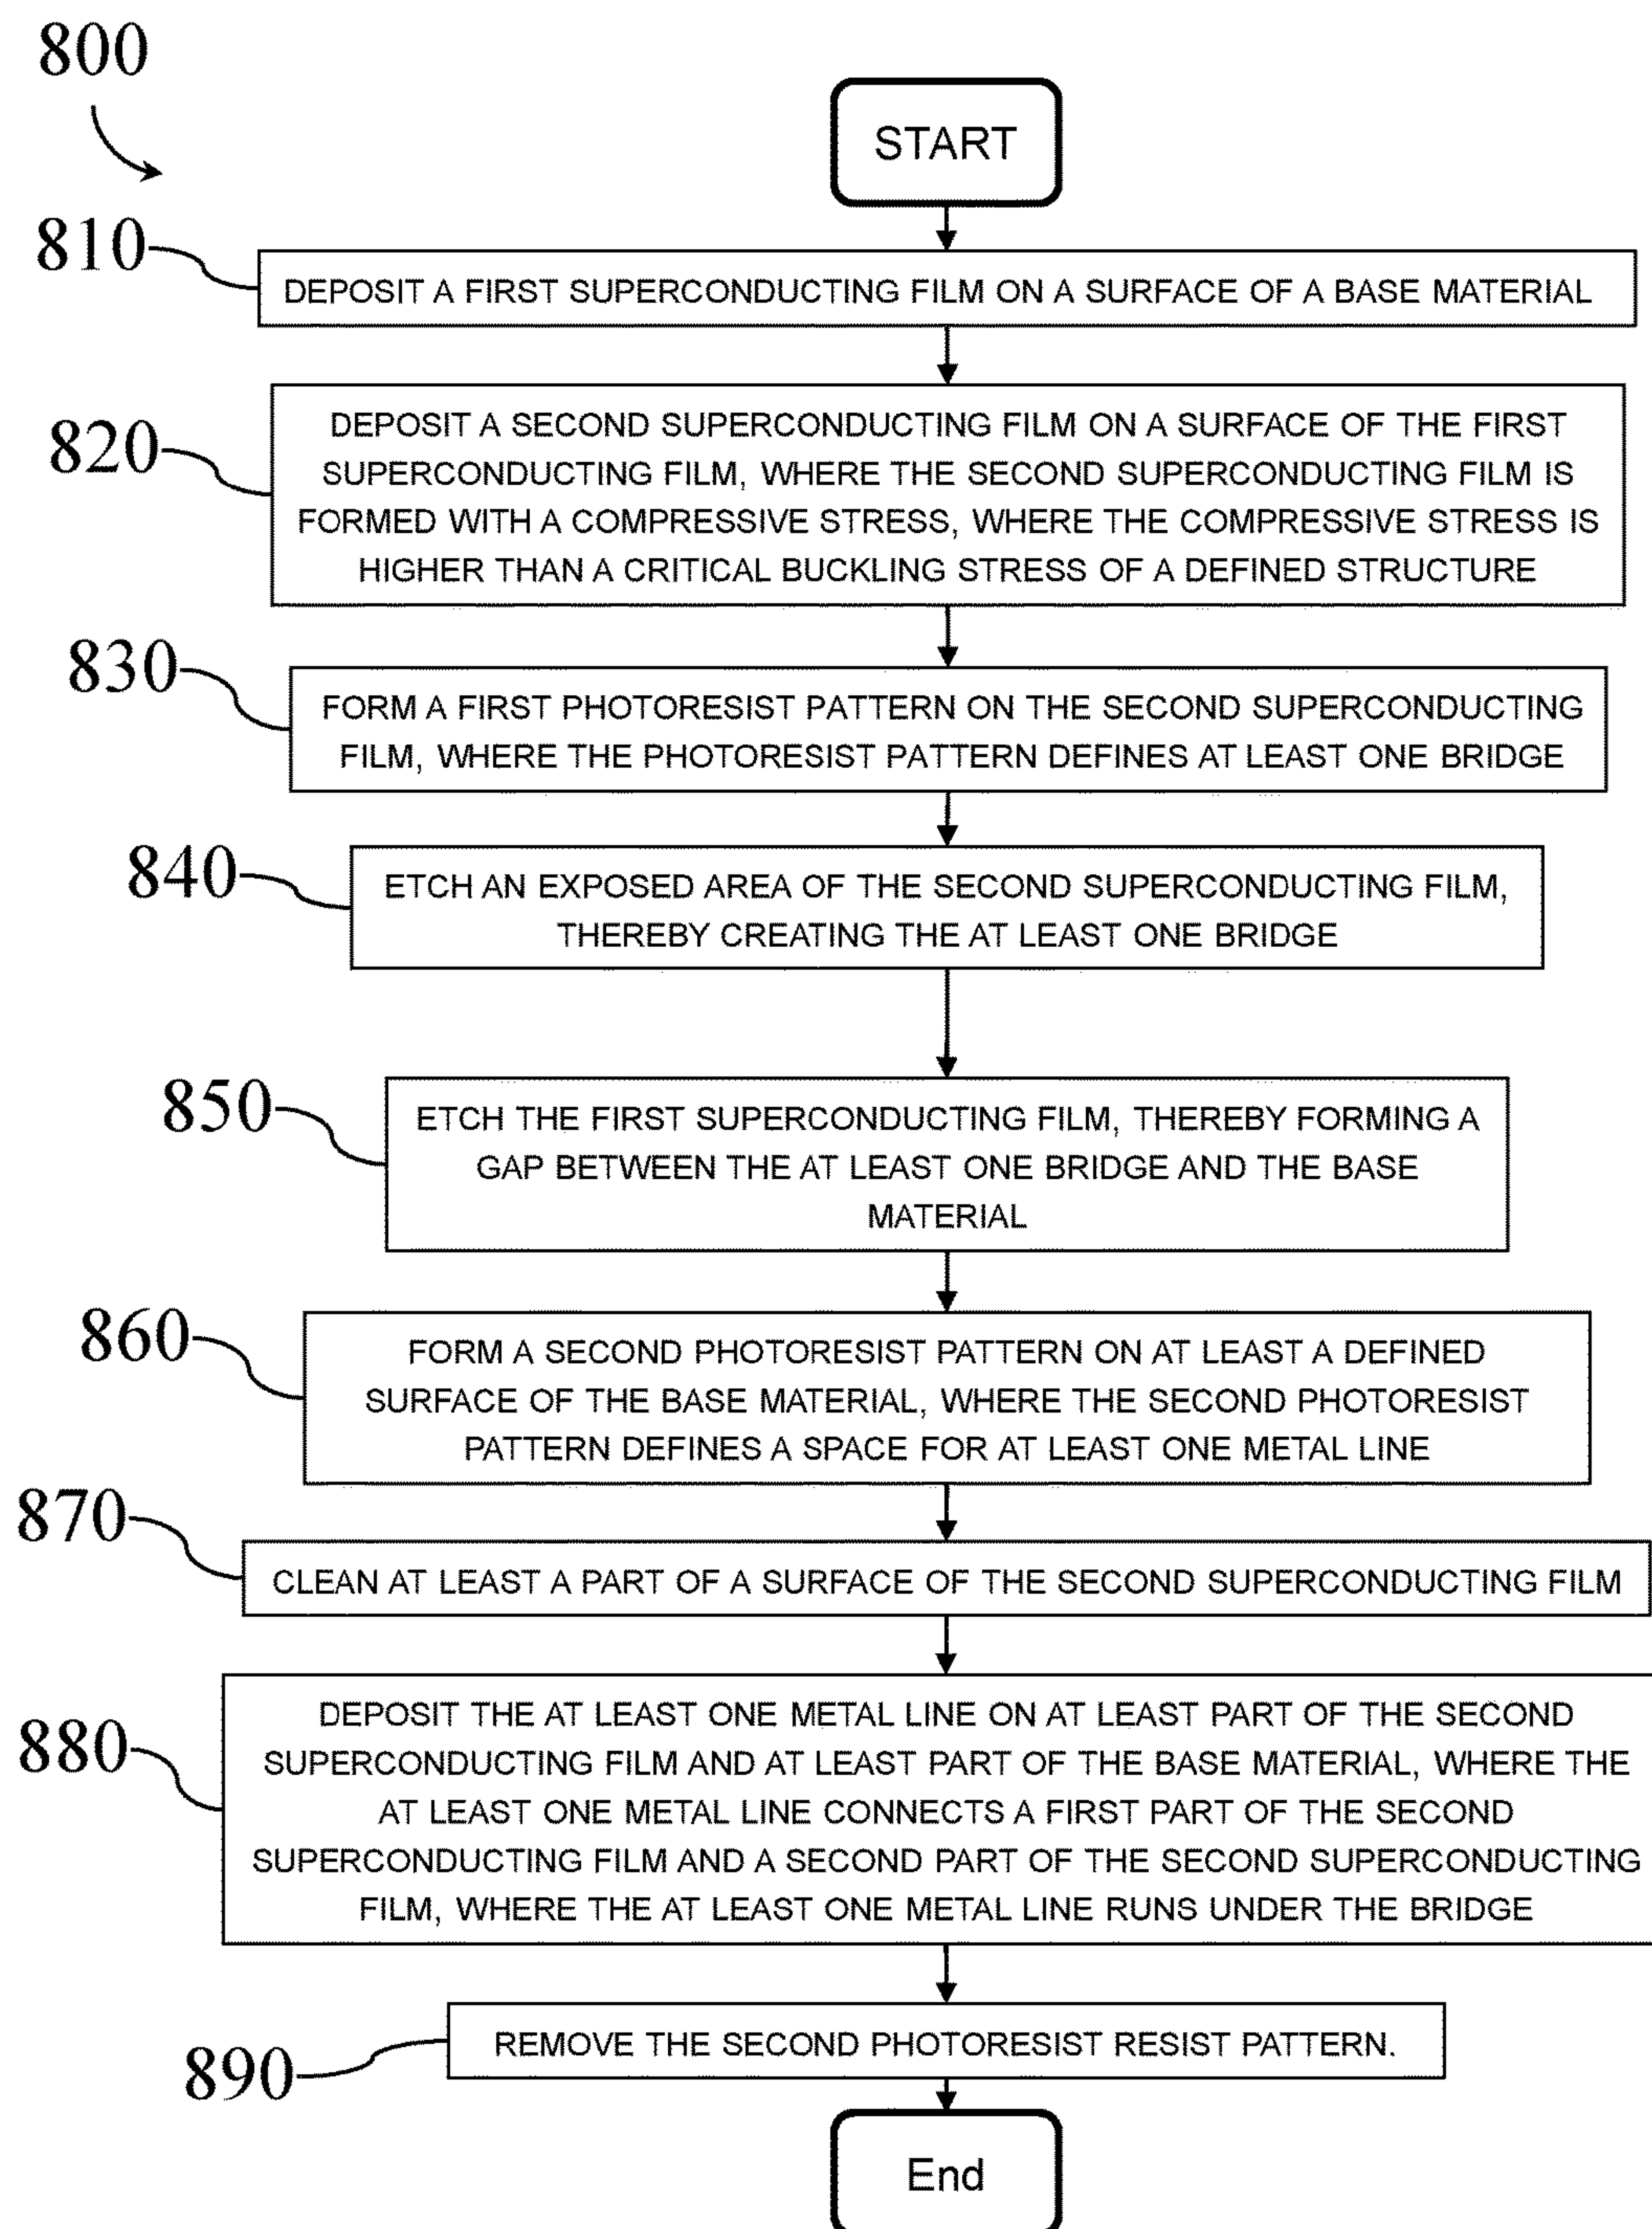 800
START
810
DEPOSIT A FIRST SUPERCONDUCTING FILM ON A SURFACE OF A BASE MATERIAL
820
DEPOSIT A SECOND SUPERCONDUCTING FILM ON A SURFACE OF THE FIRST
SUPERCONDUCTING FILM, WHERE THE SECOND SUPERCONDUCTING FILM IS
FORMED WITH A COMPRESSIVE STRESS, WHERE THE COMPRESSIVE STRESS IS
HIGHER THAN A CRITICAL BUCKLING STRESS OF A DEFINED STRUCTURE
830
FORM A FIRST PHOTORESIST PATTERN ON THE SECOND SUPERCONDUCTING
FILM, WHERE THE PHOTORESIST PATTERN DEFINES AT LEAST ONE BRIDGE
840
ETCH AN EXPOSED AREA OF THE SECOND SUPERCONDUCTING FILM,
THEREBY CREATING THE AT LEAST ONE BRIDGE
850
ETCH THE FIRST SUPERCONDUCTING FILM, THEREBY FORMING A
GAP BETWEEN THE AT LEAST ONE BRIDGE AND THE BASE
MATERIAL
860
FORM A SECOND PHOTORESIST PATTERN ON AT LEAST A DEFINED
SURFACE OF THE BASE MATERIAL, WHERE THE SECOND PHOTORESIST
PATTERN DEFINES A SPACE FOR AT LEAST ONE METAL LINE
870
CLEAN AT LEAST A PART OF A SURFACE OF THE SECOND SUPERCONDUCTING FILM
880
DEPOSIT THE AT LEAST ONE METAL LINE ON AT LEAST PART OF THE SECOND
SUPERCONDUCTING FILM AND AT LEAST PART OF THE BASE MATERIAL, WHERE THE
AT LEAST ONE METAL LINE CONNECTS A FIRST PART OF THE SECOND
SUPERCONDUCTING FILM AND A SECOND PART OF THE SECOND SUPERCONDUCTING
FILM, WHERE THE AT LEAST ONE METAL LINE RUNS UNDER THE BRIDGE
890
REMOVE THE SECOND PHOTORESIST RESIST PATTERN.
End